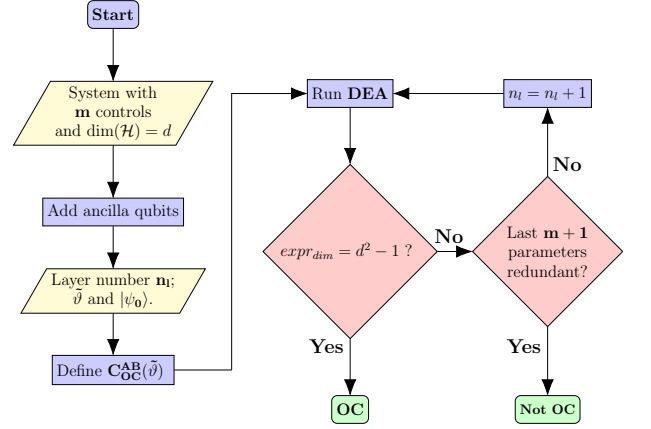 Start
System with
m controls
and dim(ℋ) = d
Add ancilla qubits
Layer number n_l;
ϑ̃ and |ψ_0⟩.
Define C_OC^AB(ϑ̃)
Run DEA
n_l = n_l + 1
expr_dim = d^2 − 1 ?
No
Yes
OC
Last m + 1
parameters
redundant?
No
Yes
Not OC